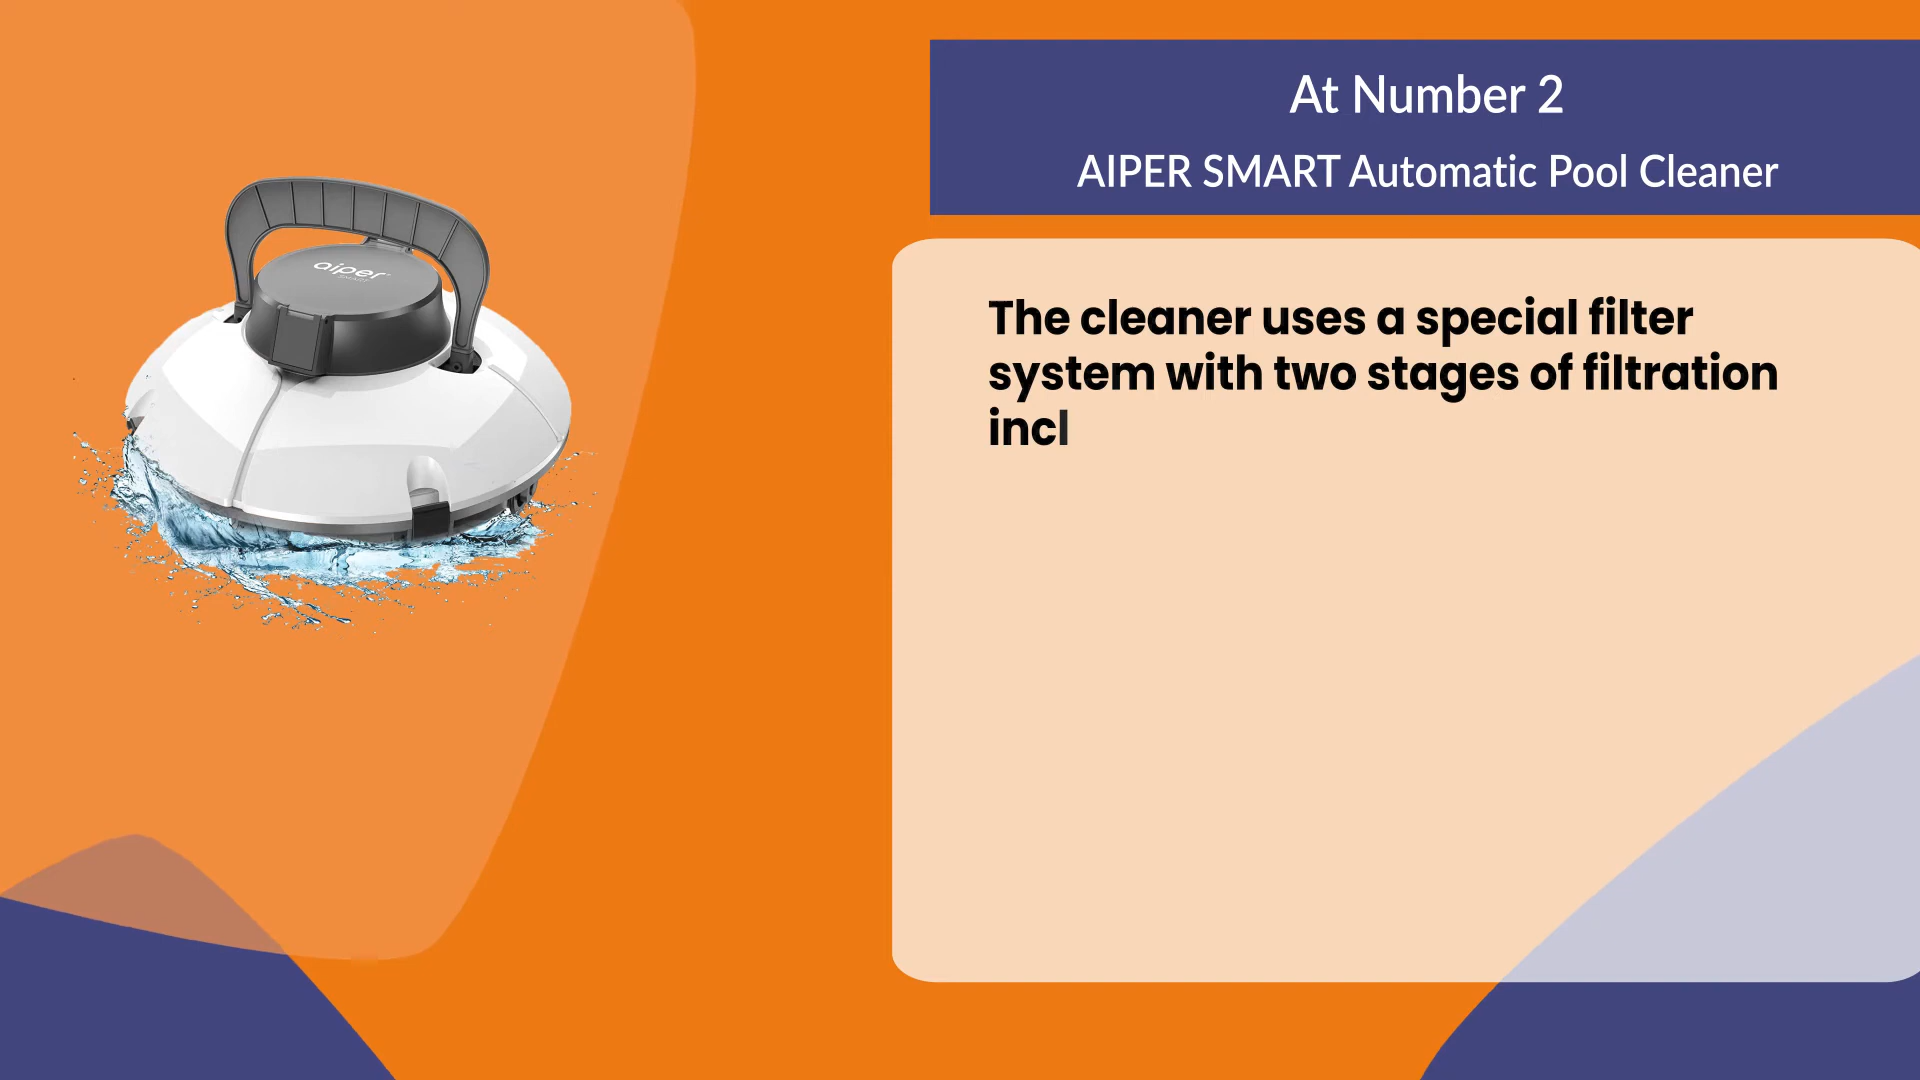 At Number 2
AIPER SMART Automatic Pool Cleaner
aiper
The cleaner uses a special filter
system with two stages of filtration
incl